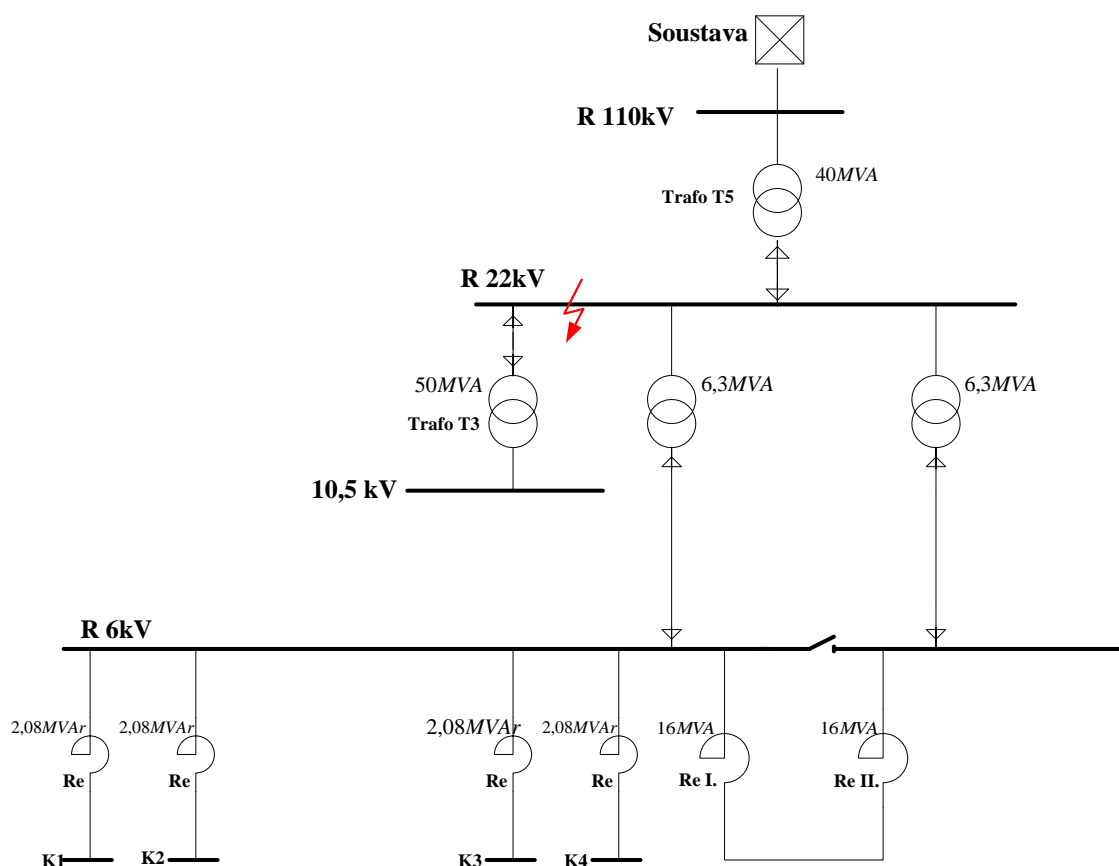 Soustava
R 110kV
40MVA
Trafo T5
R 22kV
50MVA
6,3MVA
6,3MVA
Trafo T3
10,5 kV
R 6kV
2,08MVAr
2,08MVAr
2,08MVAr
2,08MVAr
16MVA
16MVA
Re
Re
Re
Re
Re I.
Re II.
K1
K2
K3
K4